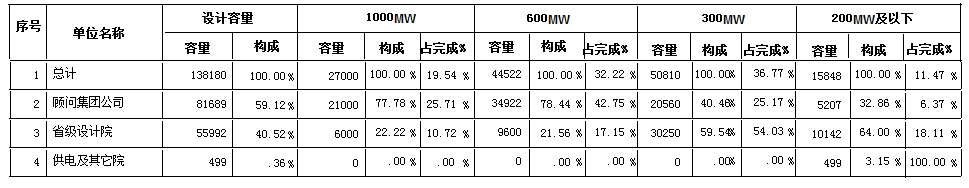 序号 单位名称 设计容量 1000MW 600MW 300MW 200MW及以下
容量 构成 容量 构成 占完成% 容量 构成 占完成% 容量 构成 占完成% 容量 构成 占完成%
1 总计 138180 100.00% 27000 100.00% 19.54 % 44522 100.00 % 32.22 % 50810 100.00% 36.77 % 15848 100.00 % 11.47 %
2 顾问集团公司 81689 59.12% 21000 77.78 % 25.71 % 34922 78.44 % 42.75 % 20560 40.46% 25.17 % 5207 32.86 % 6.37 %
3 省级设计院 55992 40.52 % 6000 22.22 % 10.72 % 9600 21.56 % 17.15 % 30250 59.54% 54.03 % 10142 64.00 % 18.11 %
4 供电及其它院 499 .36% 0 .00 % .00 % 0 .00 % .00 % 0 .00% .00 % 499 3.15 % 100.00 %